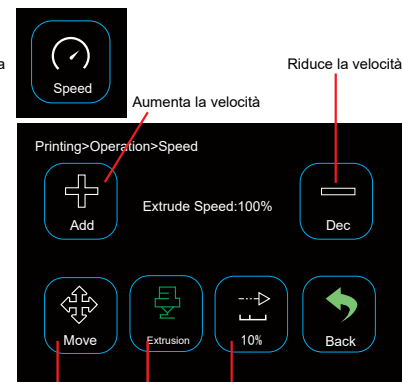 a
Speed
Riduce la velocità
Aumenta la velocità
Printing>Operation>Speed
Add
Extrude Speed:100%
Dec
Move
Extrusion
10%
Back